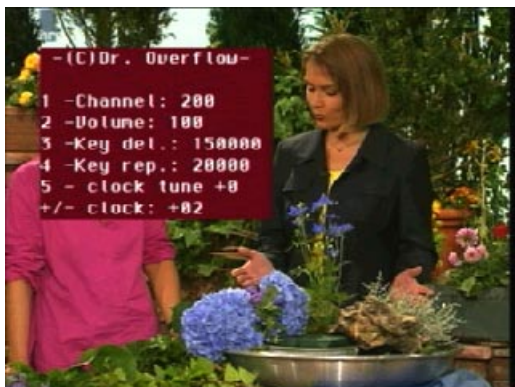 -(C)Dr. Overflow-
1 -Channel: 200
2 -Volume: 100
3 -Key del.: 150000
4 -Key rep.: 20000
5 - clock tune +0
+/- clock: +02